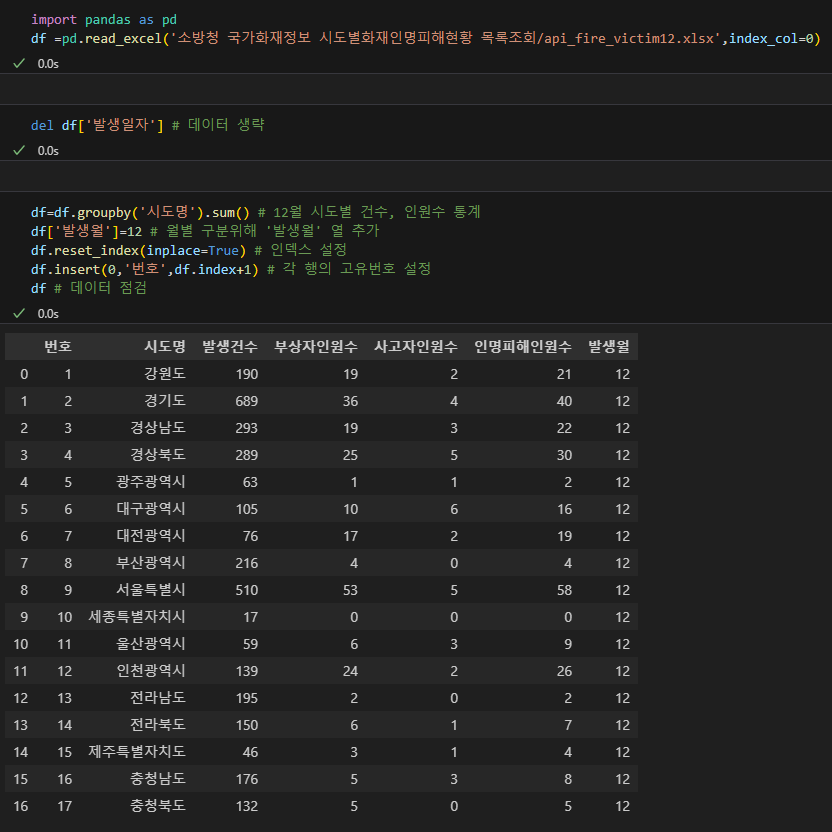 import pandas as pd
df =pd.read_excel('소방청 국가화재정보 시도별화재인명피해현황 목록조회/api_fire_victim12.xlsx',index_col=0)
0.0s
del df['발생일자'] # 데이터 생략
0.0s
df=df.groupby('시도명').sum() # 12월 시도별 건수, 인원수 통계
df['발생월']=12 # 월별 구분위해 '발생월' 열 추가
df.reset_index(inplace=True) # 인덱스 설정
df.insert(0,'번호',df.index+1) # 각 행의 고유번호 설정
df # 데이터 점검
0.0s
번호 시도명 발생건수 부상자인원수 사고자인원수 인명피해인원수 발생월
0 1 강원도 190 19 2 21 12
1 2 경기도 689 36 4 40 12
2 3 경상남도 293 19 3 22 12
3 4 경상북도 289 25 5 30 12
4 5 광주광역시 63 1 1 2 12
5 6 대구광역시 105 10 6 16 12
6 7 대전광역시 76 17 2 19 12
7 8 부산광역시 216 4 0 4 12
8 9 서울특별시 510 53 5 58 12
9 10 세종특별자치시 17 0 0 0 12
10 11 울산광역시 59 6 3 9 12
11 12 인천광역시 139 24 2 26 12
12 13 전라남도 195 2 0 2 12
13 14 전라북도 150 6 1 7 12
14 15 제주특별자치도 46 3 1 4 12
15 16 충청남도 176 5 3 8 12
16 17 충청북도 132 5 0 5 12